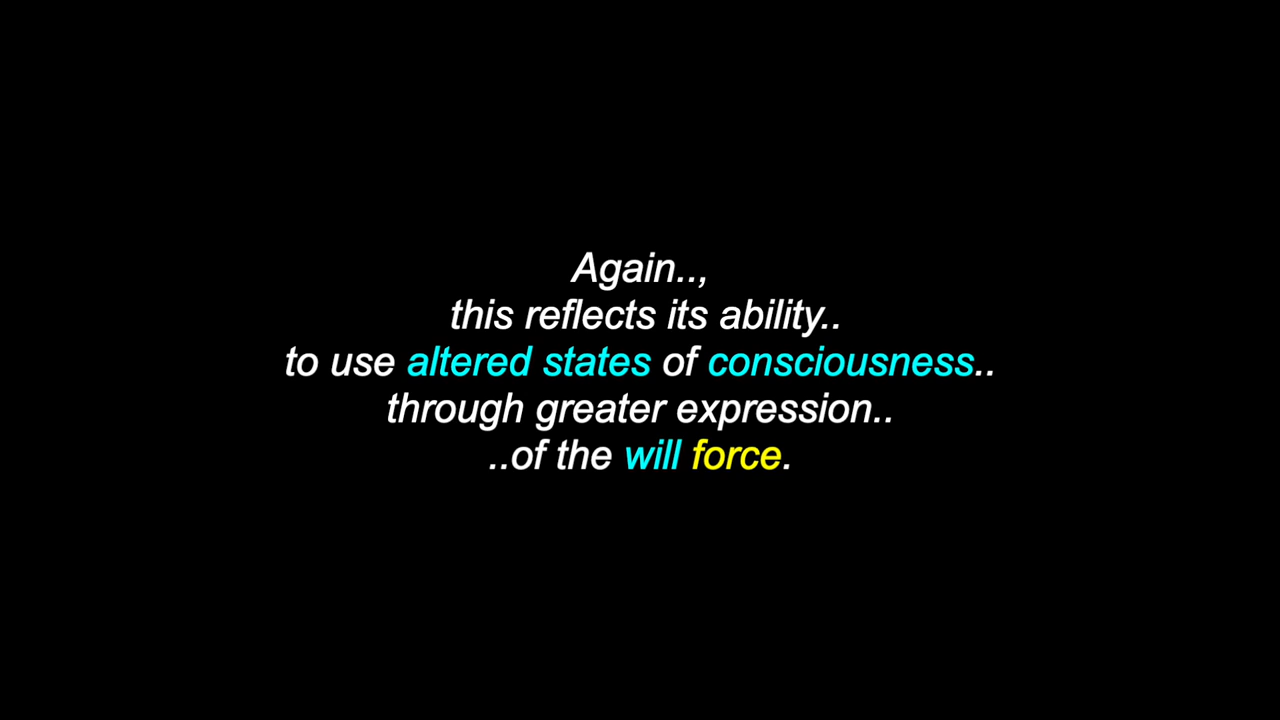 Again..,
this reflects its ability..
to use altered states of consciousness..
through greater expression..
..of the will force.